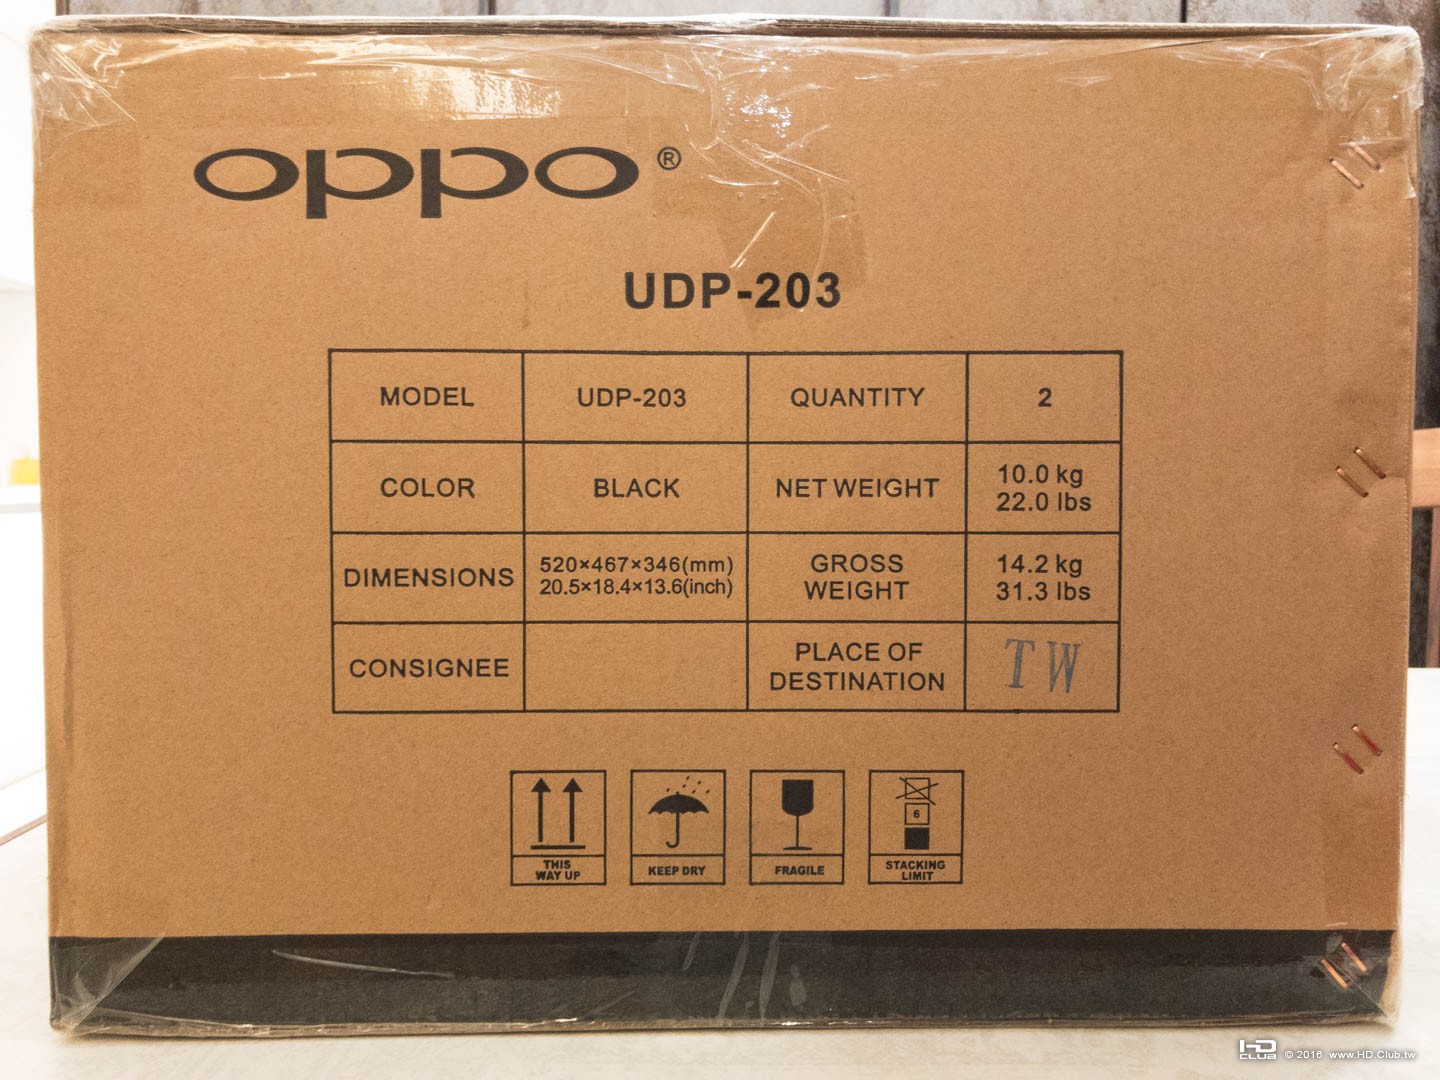 oppo®
UDP-203
MODEL UDP-203 QUANTITY 2
COLOR BLACK NET WEIGHT 10.0 kg
22.0 lbs
DIMENSIONS 520×467×346(mm)
20.5×18.4×13.6(inch)
GROSS
WEIGHT
14.2 kg
31.3 lbs
CONSIGNEE
PLACE OF
DESTINATION
TW
THIS
WAY UP
KEEP DRY
FRAGILE
6
STACKING
LIMIT
HD CLUB © 2016 www.HD.Club.tw